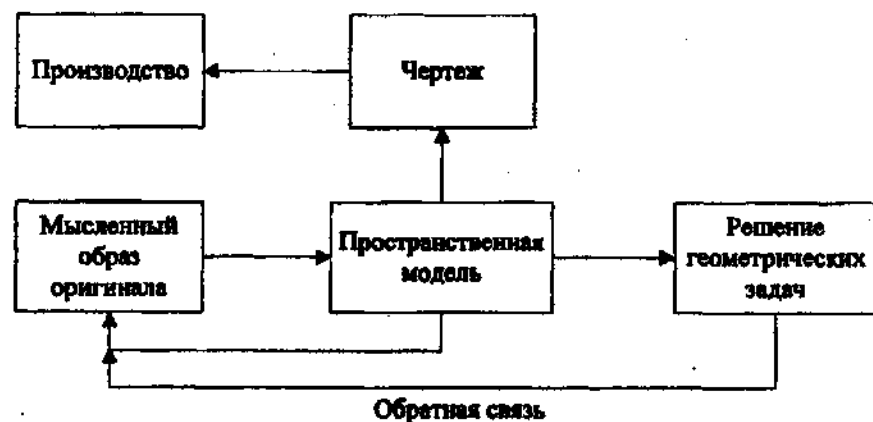 Производство
Чертеж
Мысленный
образ
оригинала
Пространственная
модель
Решение
геометрических
задач
Обратная связь